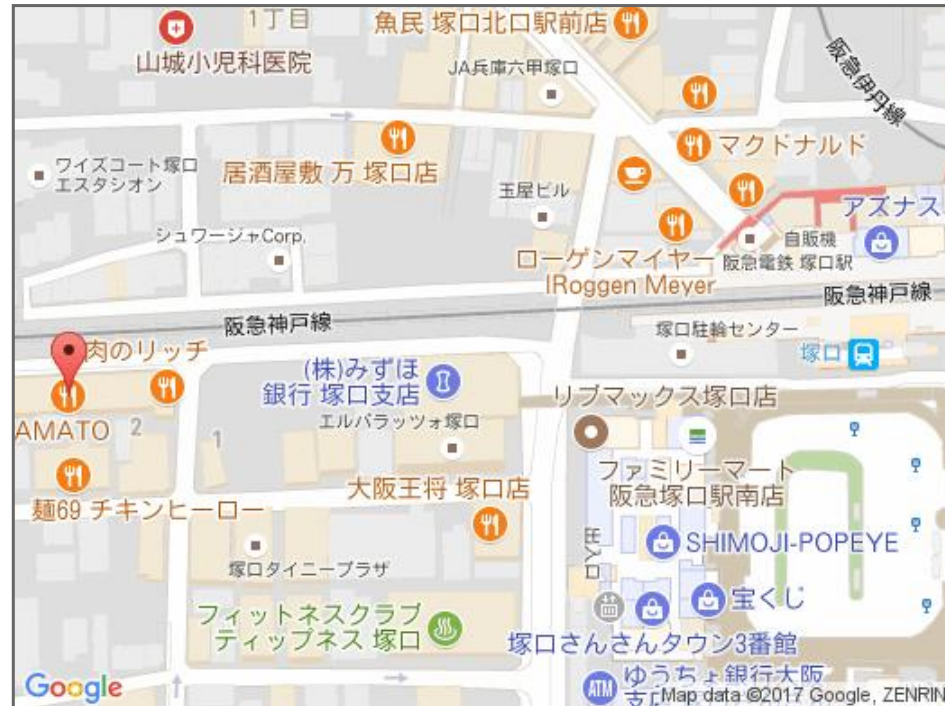 1丁目
魚民 塚口北口駅前店
山城小児科医院
JA兵庫六甲塚口
阪急伊丹線
マクドナルド
ワイズコート塚口
エスタシオン
居酒屋敷 万 塚口店
玉屋ビル
アズナス
シュワージャCorp.
自販機
ローゲンマイヤー
lRoggen Meyer
阪急電鉄 塚口駅
阪急神戸線
阪急神戸線
塚口駐輪センター
肉のリッチ
塚口
(株)みずほ
銀行 塚口支店
リブマックス塚口店
エルパラッツォ塚口
AMATO
2
1
ファミリーマート
阪急塚口駅南店
大阪王将 塚口店
麺69 チキンヒーロー
SHIMOJI-POPEYE
塚口タイニープラザ
宝くじ
フィットネスクラブ
ティップネス 塚口
塚口さんさんタウン3番館
ATM
ゆうちょ銀行大阪
Google
Map data ©2017 Google, ZENRIN